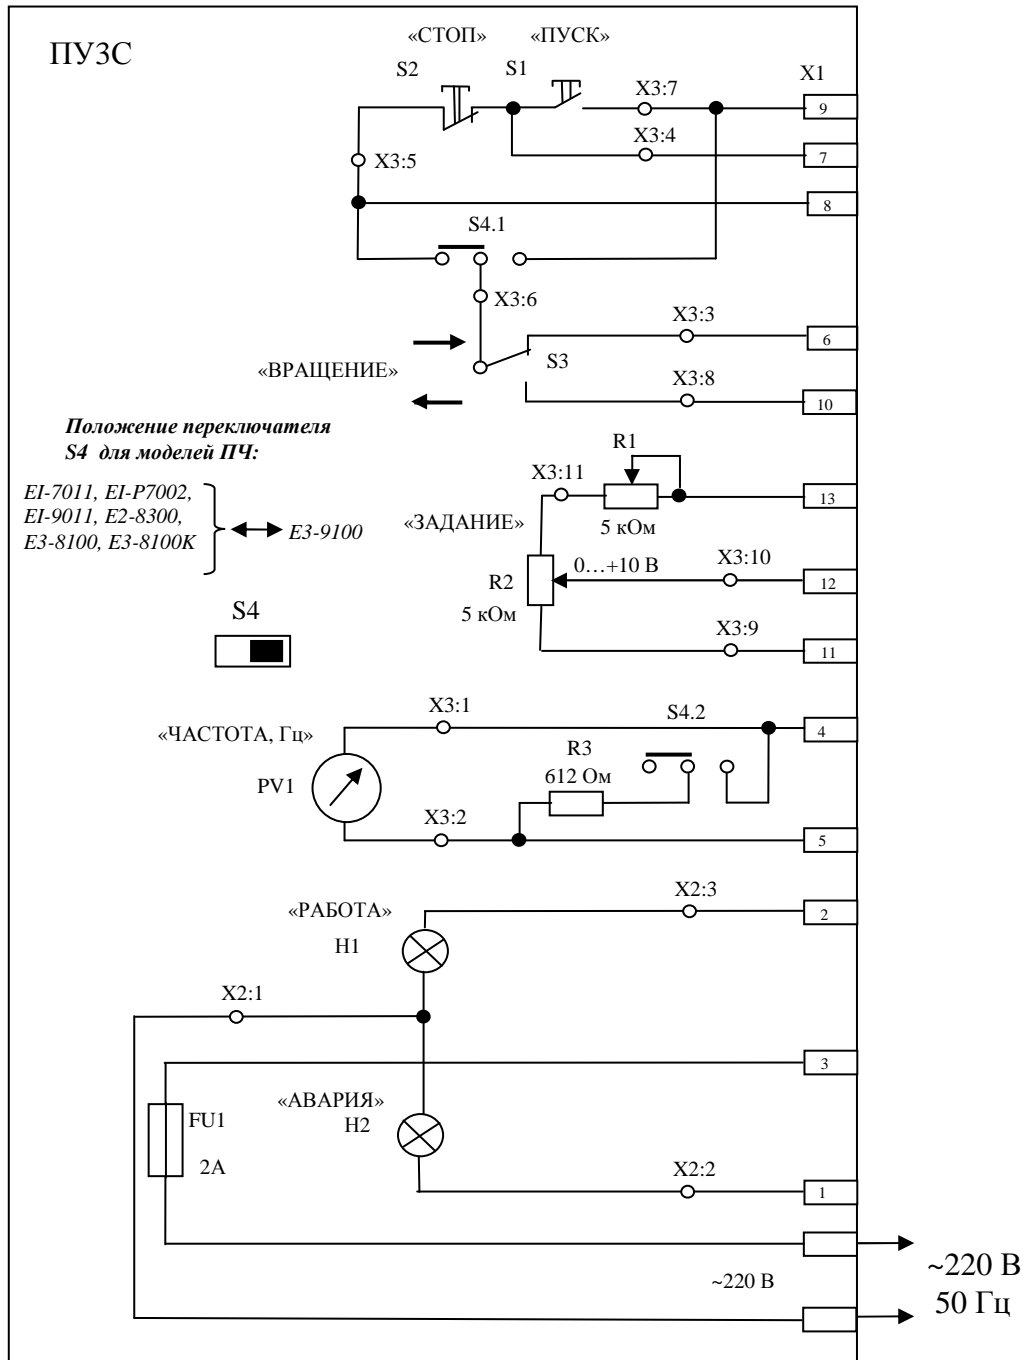 ПУ3С
«СТОП»
«ПУСК»
S2
S1
X1
X3:7
9
X3:4
7
X3:5
8
S4.1
X3:6
X3:3
6
S3
«ВРАЩЕНИЕ»
X3:8
10
Положение переключателя
S4 для моделей ПЧ:
EI-7011, EI-P7002,
EI-9011, E2-8300,
E3-8100, E3-8100K
E3-9100
R1
X3:11
13
5 кОм
«ЗАДАНИЕ»
0…+10 В
X3:10
12
R2
5 кОм
X3:9
11
S4
X3:1
S4.2
4
«ЧАСТОТА, Гц»
R3
612 Ом
PV1
X3:2
5
X2:3
2
«РАБОТА»
H1
X2:1
3
«АВАРИЯ»
H2
FU1
2А
X2:2
1
~220 В
~220 В
50 Гц